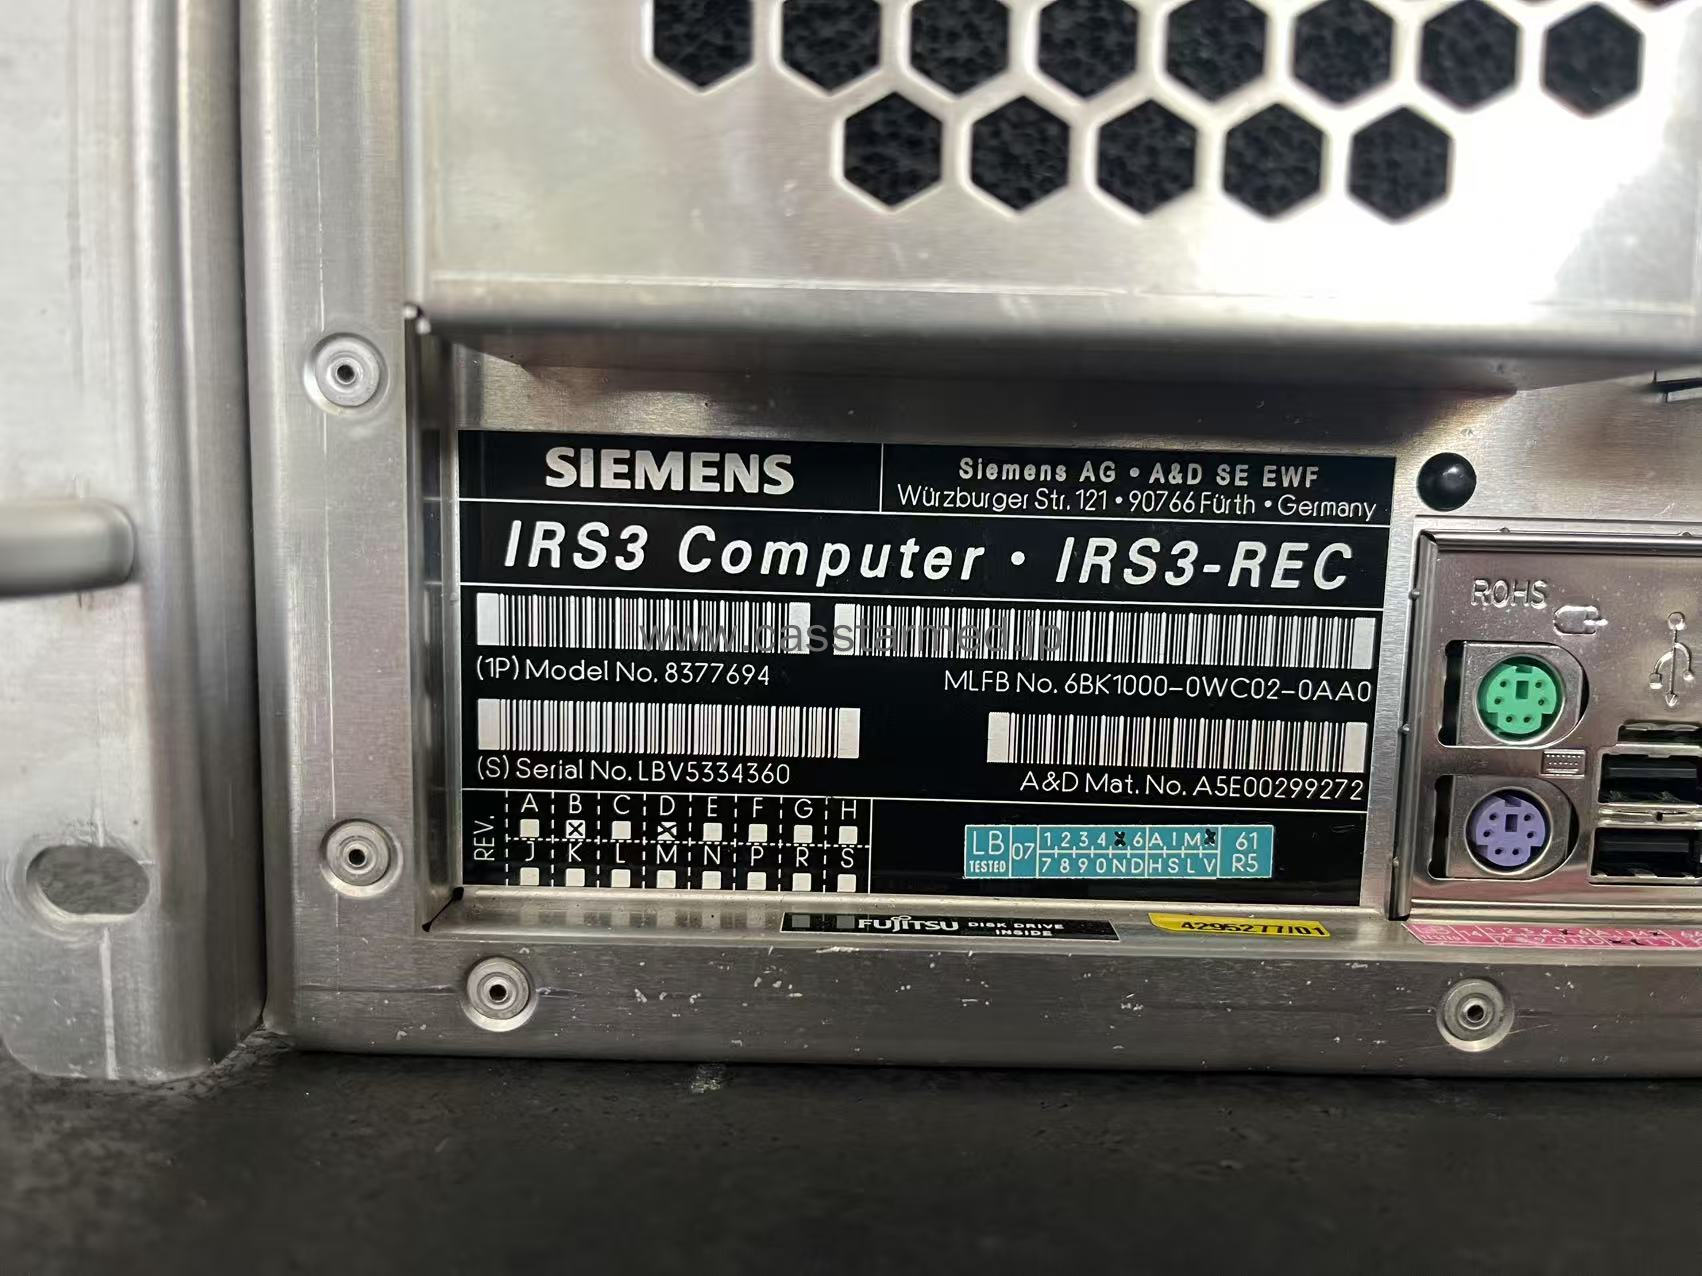 SIEMENS
Siemens AG • A&D SE EWF
Würzburger Str. 121 • 90766 Fürth • Germany
IRS3 Computer • IRS3-REC
www.casstarmed.jp
(1P) Model No. 8377694
MLFB No. 6BK1000-0WC02-0AA0
(S) Serial No. LBV5334360
A&D Mat. No. A5E00299272
REV.
A B C D E F G H
J K L M N P R S
LB
TESTED
07
1 2 3 4 6 A I M
7 8 9 0 N D H S L V
61
R5
ROHS
FUJITSU DISK DRIVE
INSIDE
4295277/01